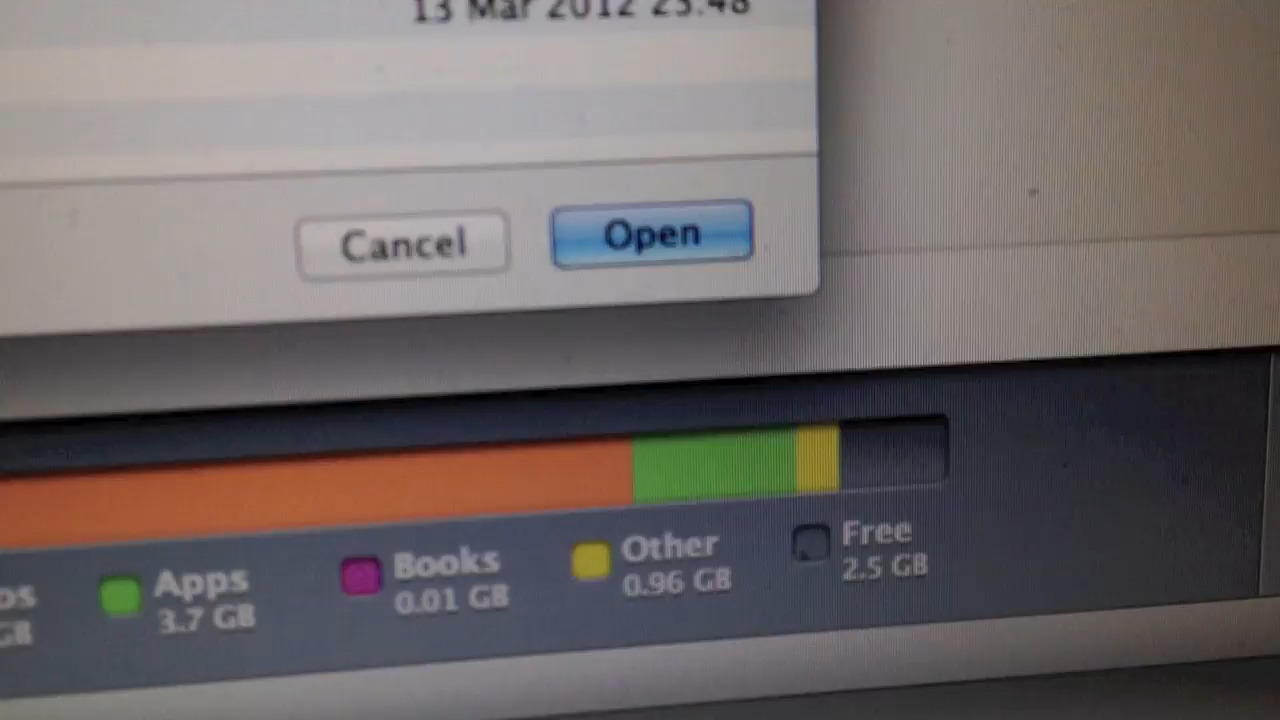 13 Mar 2012 23:48
Cancel
Open
Apps
3.7 GB
Books
0.01 GB
Other
0.96 GB
Free
2.5 GB